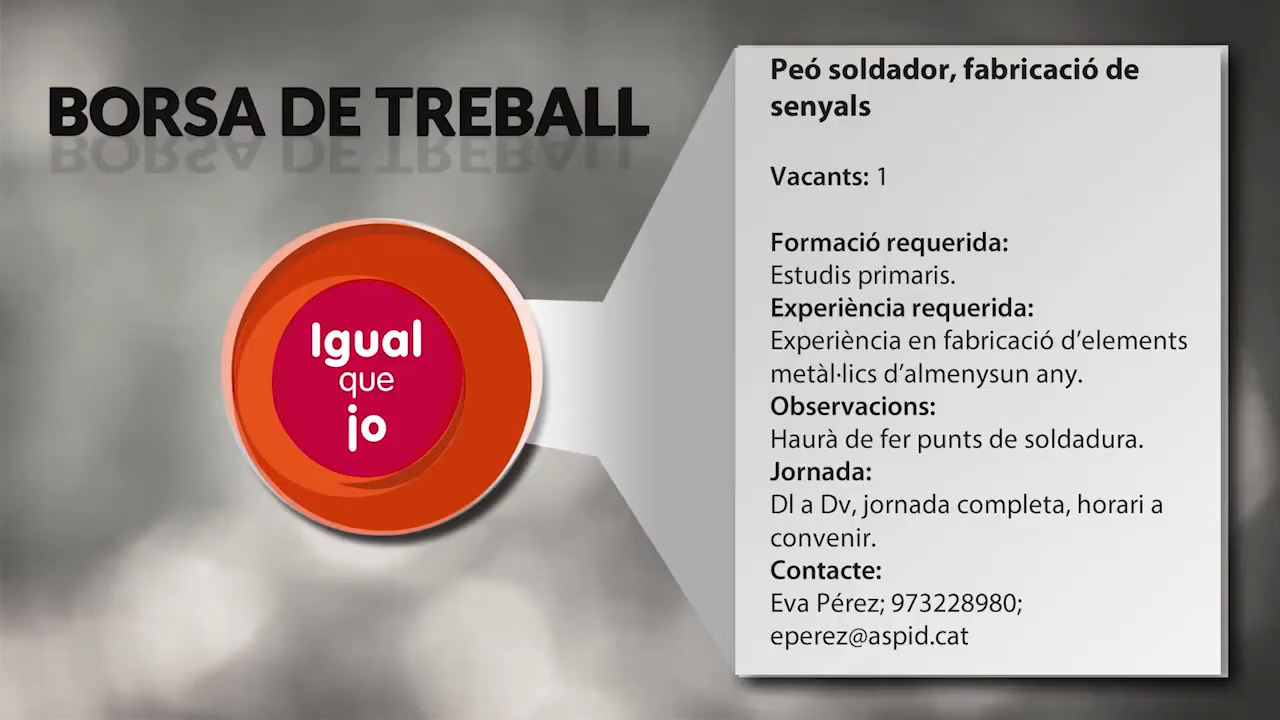 BORSA DE TREBALL
Igual
que
jo
Peó soldador, fabricació de
senyals
Vacants: 1
Formació requerida:
Estudis primaris.
Experiència requerida:
Experiència en fabricació d’elements
metàl·lics d’almenysun any.
Observacions:
Haurà de fer punts de soldadura.
Jornada:
Dl a Dv, jornada completa, horari a
convenir.
Contacte:
Eva Pérez; 973228980;
eperez@aspid.cat